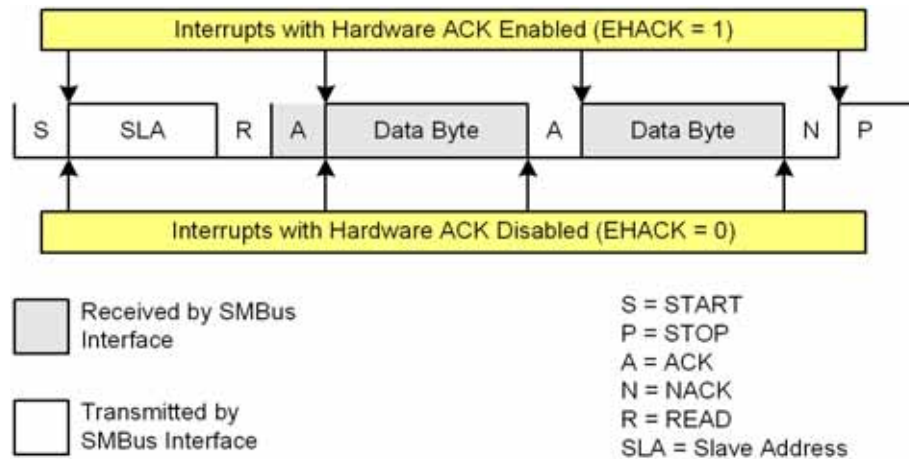 Interrupts with Hardware ACK Enabled (EHACK = 1)
S SLA R A Data Byte A Data Byte N P
Interrupts with Hardware ACK Disabled (EHACK = 0)
Received by SMBus
Interface
Transmitted by
SMBus Interface
S = START
P = STOP
A = ACK
N = NACK
R = READ
SLA = Slave Address